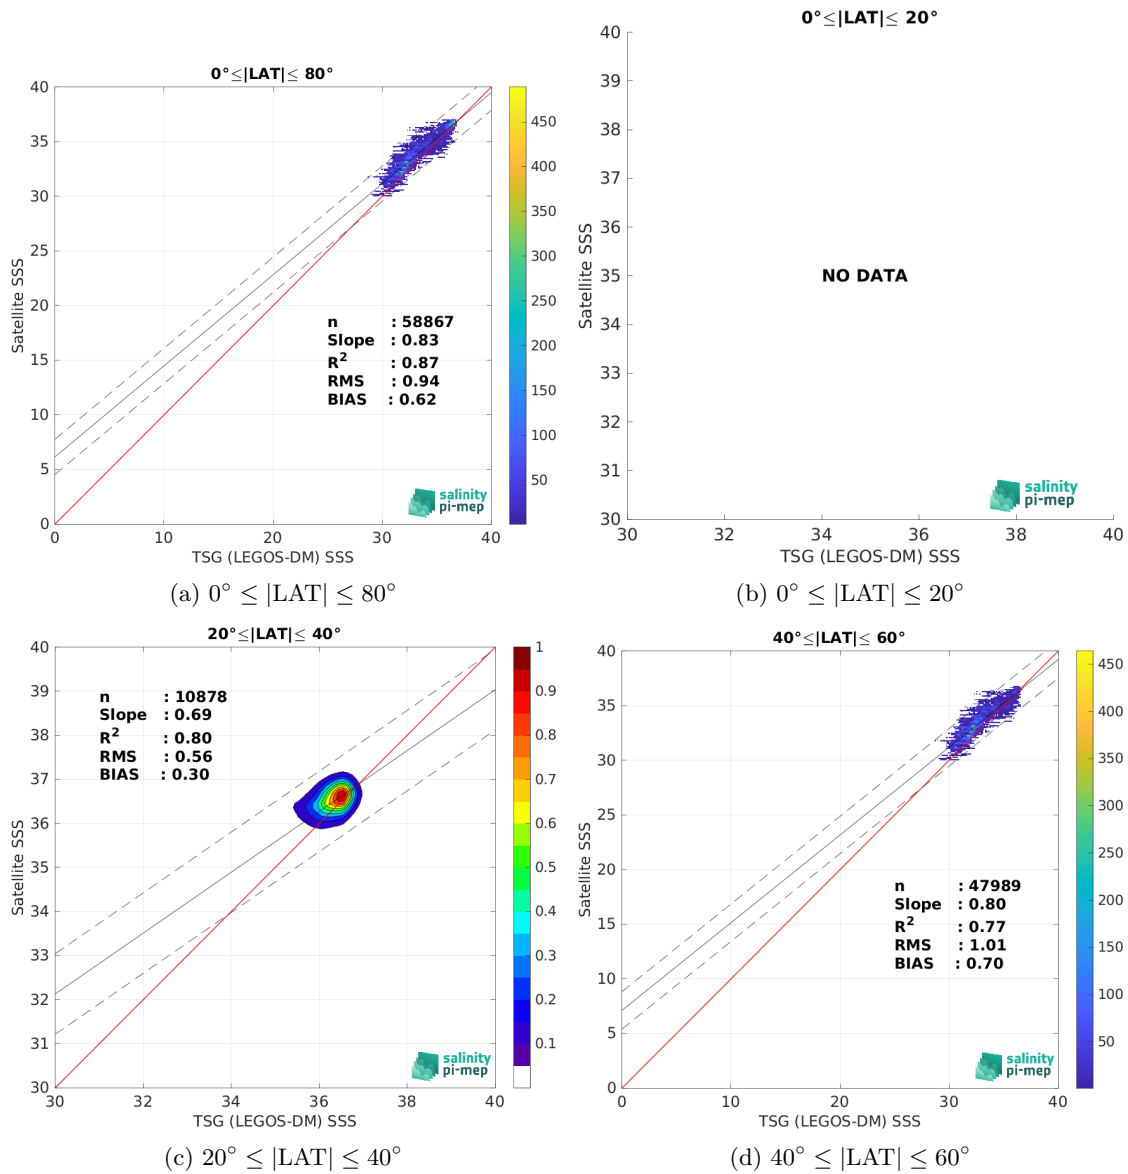 0°≤|LAT|≤ 80°
40
35
30
25
20
15
10
5
0
Satellite SSS
n : 58867
Slope : 0.83
R2 : 0.87
RMS : 0.94
BIAS : 0.62
salinity
pi-mep
0 10 20 30 40
TSG (LEGOS-DM) SSS
450
400
350
300
250
200
150
100
50
(a) 0° ≤ |LAT| ≤ 80°
0°≤|LAT|≤ 20°
40
39
38
37
36
35
34
33
32
31
30
Satellite SSS
NO DATA
salinity
pi-mep
30 32 34 36 38 40
TSG (LEGOS-DM) SSS
(b) 0° ≤ |LAT| ≤ 20°
20°≤|LAT|≤ 40°
40
39
38
37
36
35
34
33
32
31
30
Satellite SSS
n : 10878
Slope : 0.69
R2 : 0.80
RMS : 0.56
BIAS : 0.30
salinity
pi-mep
30 32 34 36 38 40
TSG (LEGOS-DM) SSS
1
0.9
0.8
0.7
0.6
0.5
0.4
0.3
0.2
0.1
(c) 20° ≤ |LAT| ≤ 40°
40°≤|LAT|≤ 60°
40
35
30
25
20
15
10
5
0
Satellite SSS
n : 47989
Slope : 0.80
R2 : 0.77
RMS : 1.01
BIAS : 0.70
salinity
pi-mep
0 10 20 30 40
TSG (LEGOS-DM) SSS
450
400
350
300
250
200
150
100
50
(d) 40° ≤ |LAT| ≤ 60°